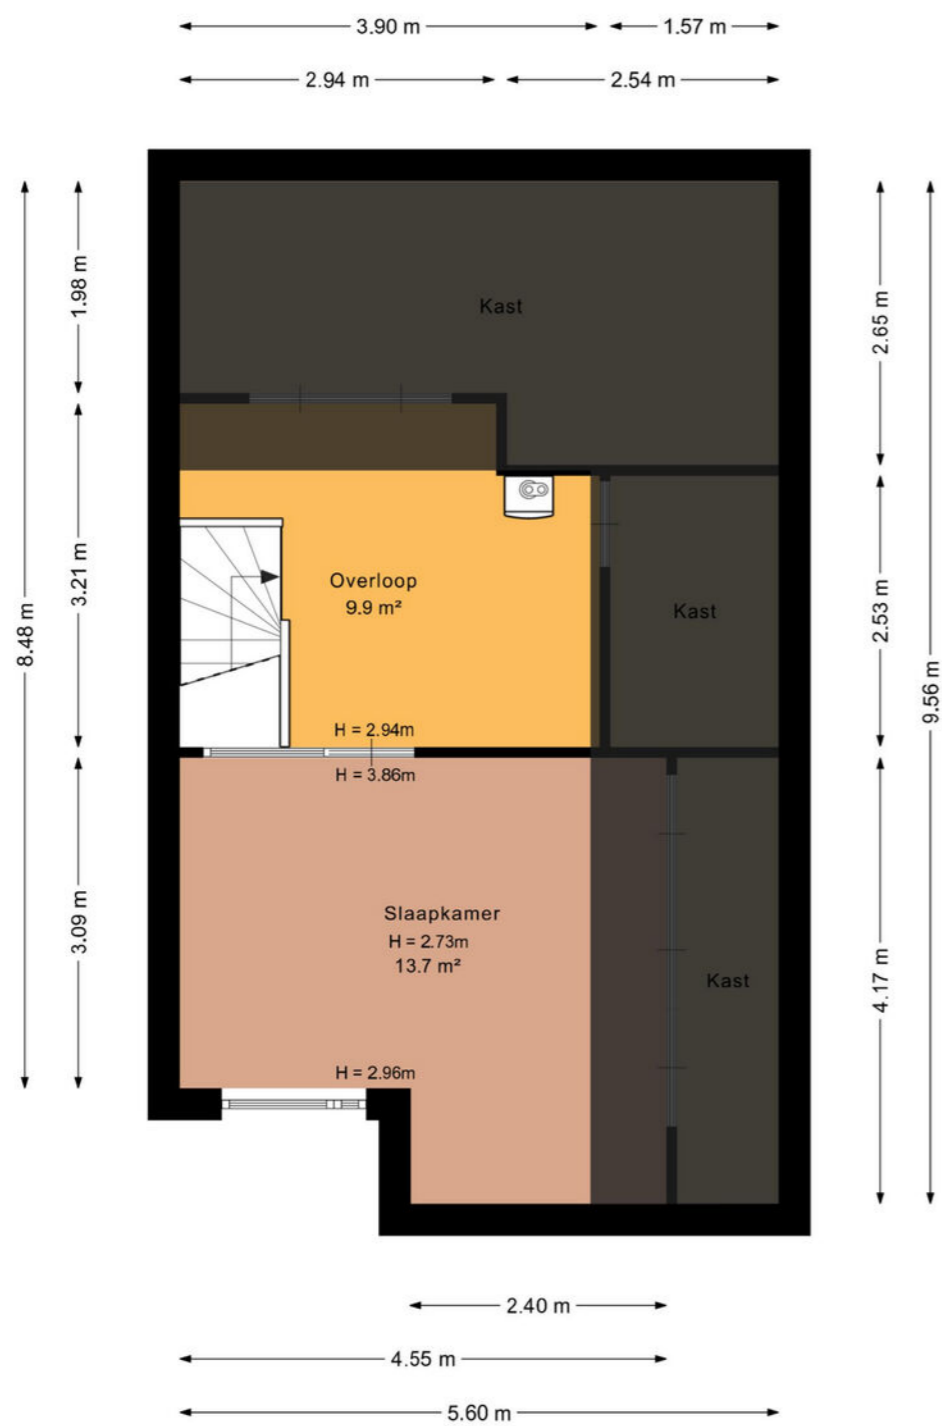 3.90 m
1.57 m
2.94 m
2.54 m
Kast
1.98 m
2.65 m
Overloop
9.9 m²
3.21 m
8.48 m
Kast
2.53 m
9.56 m
H = 2.94m
H = 3.86m
Slaapkamer
H = 2.73m
13.7 m²
3.09 m
Kast
4.17 m
H = 2.96m
2.40 m
4.55 m
5.60 m